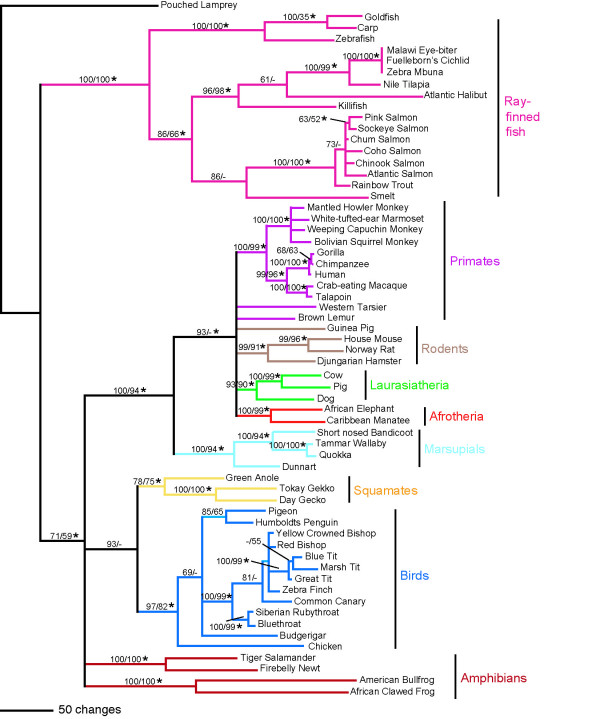 Pouched Lamprey
100/35*
Goldfish
100/100*
Carp
Zebrafish
Malawi Eye-biter
100/100*
Fuelleborn's Cichlid
100/99*
Zebra Mbuna
100/100*
61/-
Nile Tilapia
Ray-
finned
fish
96/98*
Atlantic Halibut
Killifish
63/52*
Pink Salmon
86/66*
Sockeye Salmon
Chum Salmon
73/-
Coho Salmon
100/100*
Chinook Salmon
86/-
Atlantic Salmon
Rainbow Trout
Smelt
Mantled Howler Monkey
100/100*
White-tufted-ear Marmoset
Weeping Capuchin Monkey
Bolivian Squirrel Monkey
100/99*
68/63
Gorilla
100/100*
Chimpanzee
Primates
99/96*
Human
100/100*
Crab-eating Macaque
Talapoin
Western Tarsier
Brown Lemur
93/- *
Guinea Pig
99/96*
House Mouse
99/91*
Norway Rat
Rodents
Djungarian Hamster
100/99*
Cow
93/90*
Pig
Laurasiatheria
100/94*
Dog
100/99*
African Elephant
Afrotheria
Caribbean Manatee
100/94*
Short nosed Bandicoot
100/94*
100/100*
Tammar Wallaby
Marsupials
Quokka
Dunnart
78/75*
Green Anole
100/100*
Tokay Gekko
Squamates
Day Gecko
85/65
Pigeon
Humboldts Penguin
71/59*
93/-
-/55
Yellow Crowned Bishop
Red Bishop
100/99*
Blue Tit
69/-
Marsh Tit
Birds
81/-
Great Tit
Zebra Finch
100/99*
Common Canary
97/82*
Siberian Rubythroat
100/99*
Bluethroat
Budgerigar
Chicken
100/100*
Tiger Salamander
Firebelly Newt
Amphibians
100/100*
American Bullfrog
African Clawed Frog
50 changes